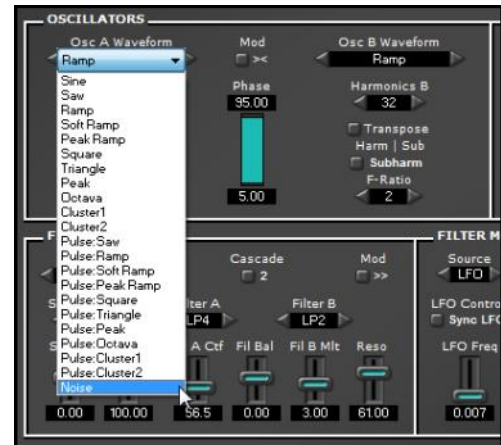 OSCILLATORS
Osc A Waveform
Mod
Osc B Waveform
Ramp
><
Ramp
Sine
Saw
Ramp
Soft Ramp
Peak Ramp
Square
Triangle
Peak
Octava
Cluster1
Cluster2
Pulse:Saw
Pulse:Ramp
Pulse:Soft Ramp
Pulse:Peak Ramp
Pulse:Square
Pulse:Triangle
Pulse:Peak
Pulse:Octava
Pulse:Cluster1
Pulse:Cluster2
Noise
Phase
95.00
5.00
Harmonics B
32
Transpose
Harm | Sub
Subharm
F-Ratio
2
Cascade
2
Mod
>>
Filter B
LP4
LP2
A Ctf
Fil Bal
Fil B Mlt
Reso
0.00
100.00
56.5
0.00
3.00
61.00
FILTER M
Source
LFO
LFO Contro
Sync LFO
LFO Freq
0.007